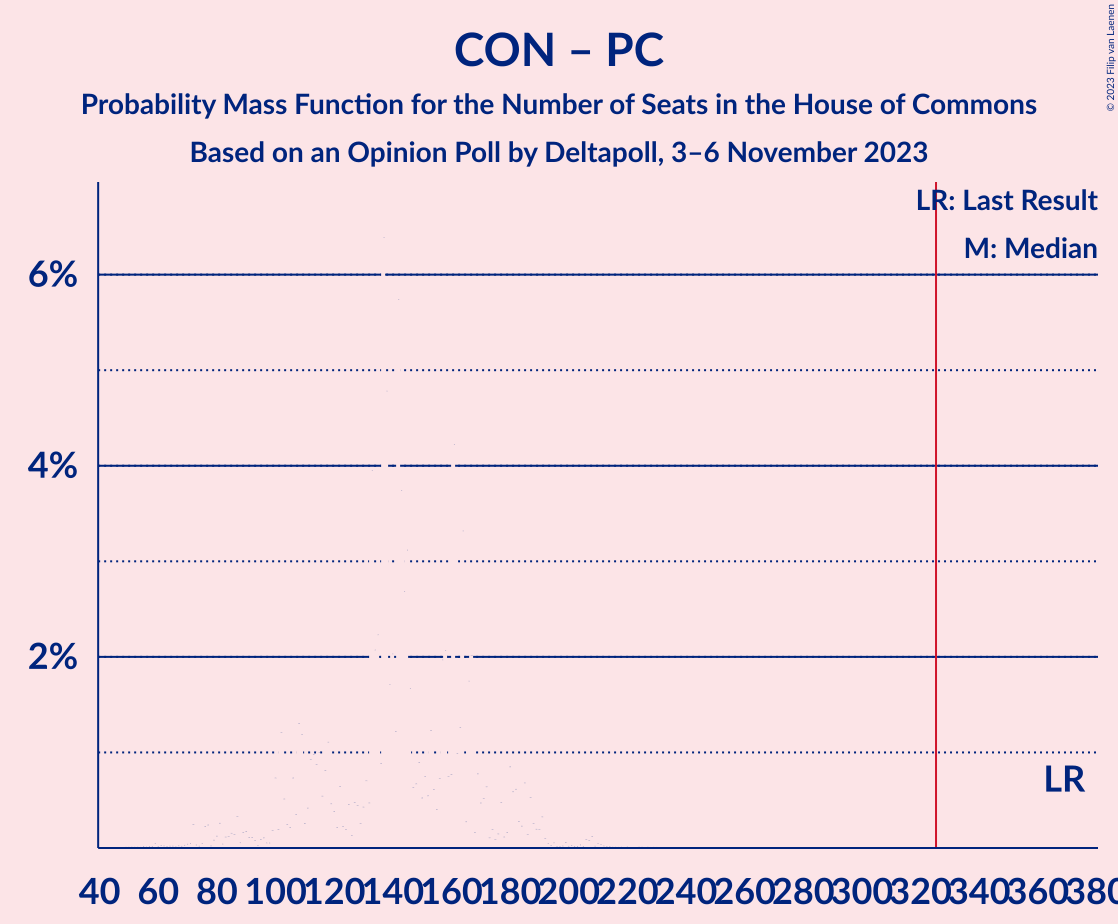 CON – PC
Probability Mass Function for the Number of Seats in the House of Commons
Based on an Opinion Poll by Deltapoll, 3–6 November 2023
© 2023 Filip van Laenen
LR: Last Result
M: Median
6%
4%
2%
LR
40 60 80 100 120 140 160 180 200 220 240 260 280 300 320 340 360 380